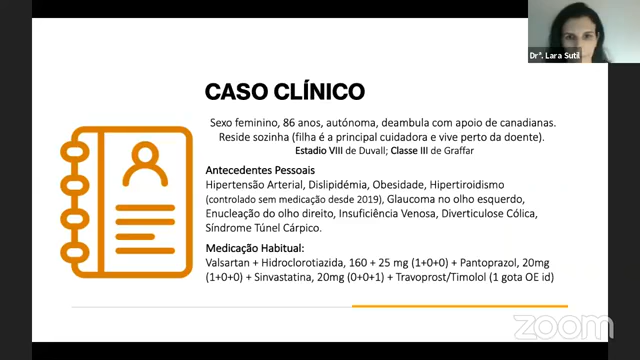 Drª. Lara Sutil
CASO CLÍNICO
Sexo feminino, 86 anos, autónoma, deambula com apoio de canadianas.
Reside sozinha (filha é a principal cuidadora e vive perto da doente).
Estadio VIII de Duvall; Classe III de Graffar
Antecedentes Pessoais
Hipertensão Arterial, Dislipidémia, Obesidade, Hipertiroidismo
(controlado sem medicação desde 2019), Glaucoma no olho esquerdo,
Enucleação do olho direito, Insuficiência Venosa, Diverticulose Cólica,
Síndrome Túnel Cárpico.
Medicação Habitual:
Valsartan + Hidroclorotiazida, 160 + 25 mg (1+0+0) + Pantoprazol, 20mg
(1+0+0) + Sinvastatina, 20mg (0+0+1) + Travoprost/Timolol (1 gota OE id)
zoom